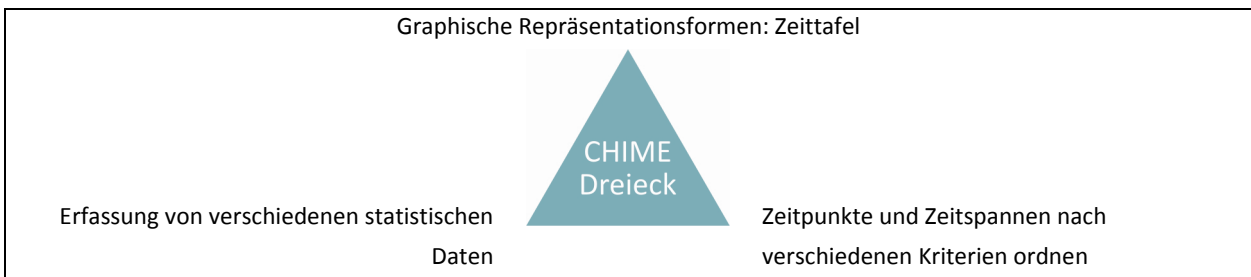 Graphische Repräsentationsformen: Zeittafel
CHIME
Dreieck
Erfassung von verschiedenen statistischen
Daten
Zeitpunkte und Zeitspannen nach
verschiedenen Kriterien ordnen